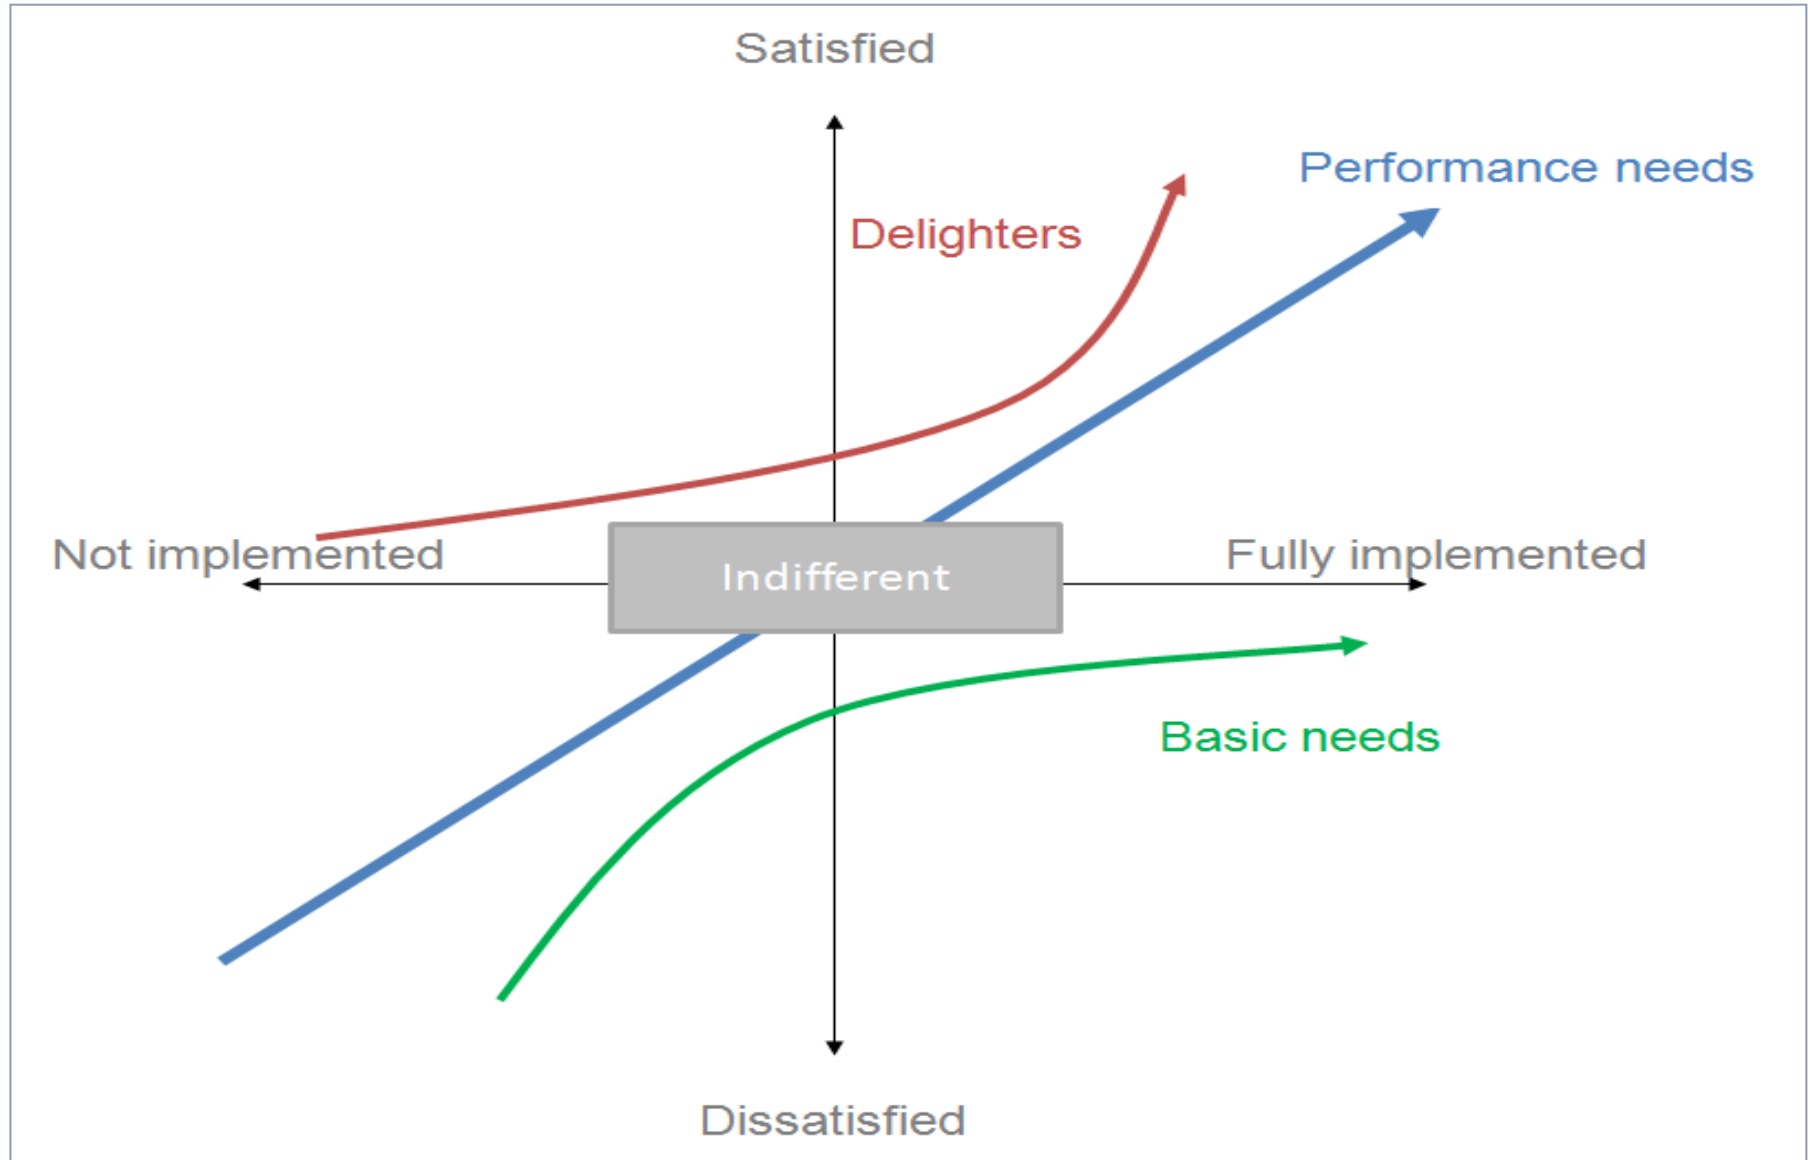 Satisfied
Performance needs
Delighters
Not implemented
Fully implemented
Indifferent
Basic needs
Dissatisfied